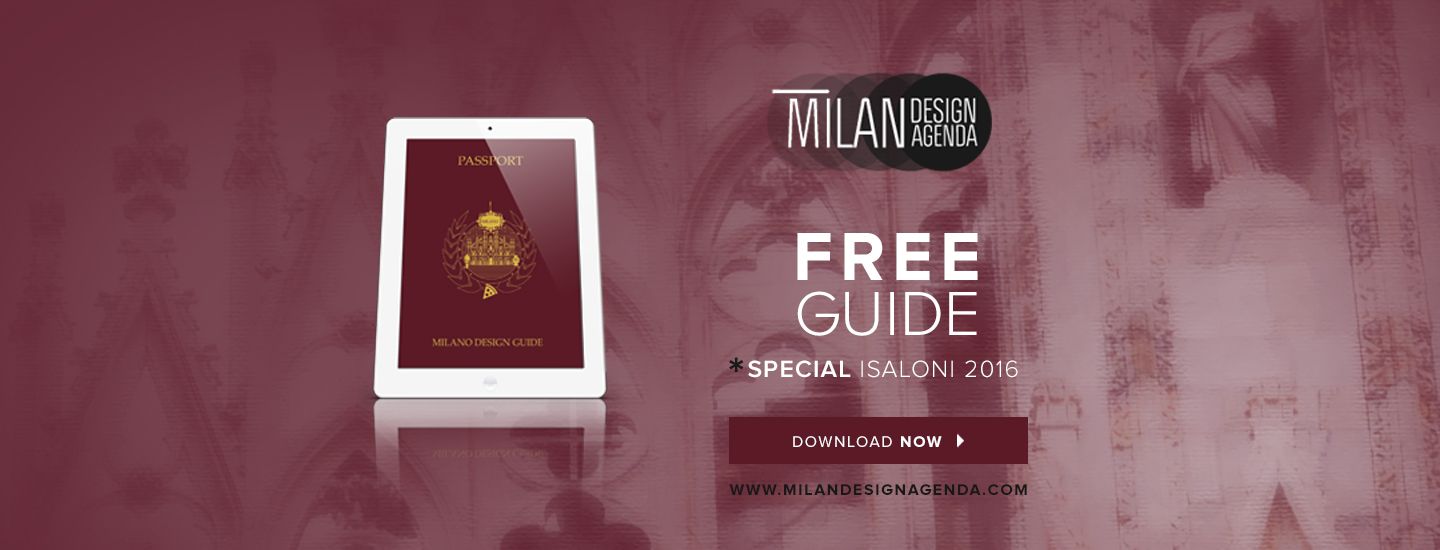 PASSPORT
MILANO DESIGN GUIDE
MILAN DESIGN
AGENDA
FREE
GUIDE
*SPECIAL ISALONI 2016
DOWNLOAD NOW
WWW.MILANDESIGNAGENDA.COM